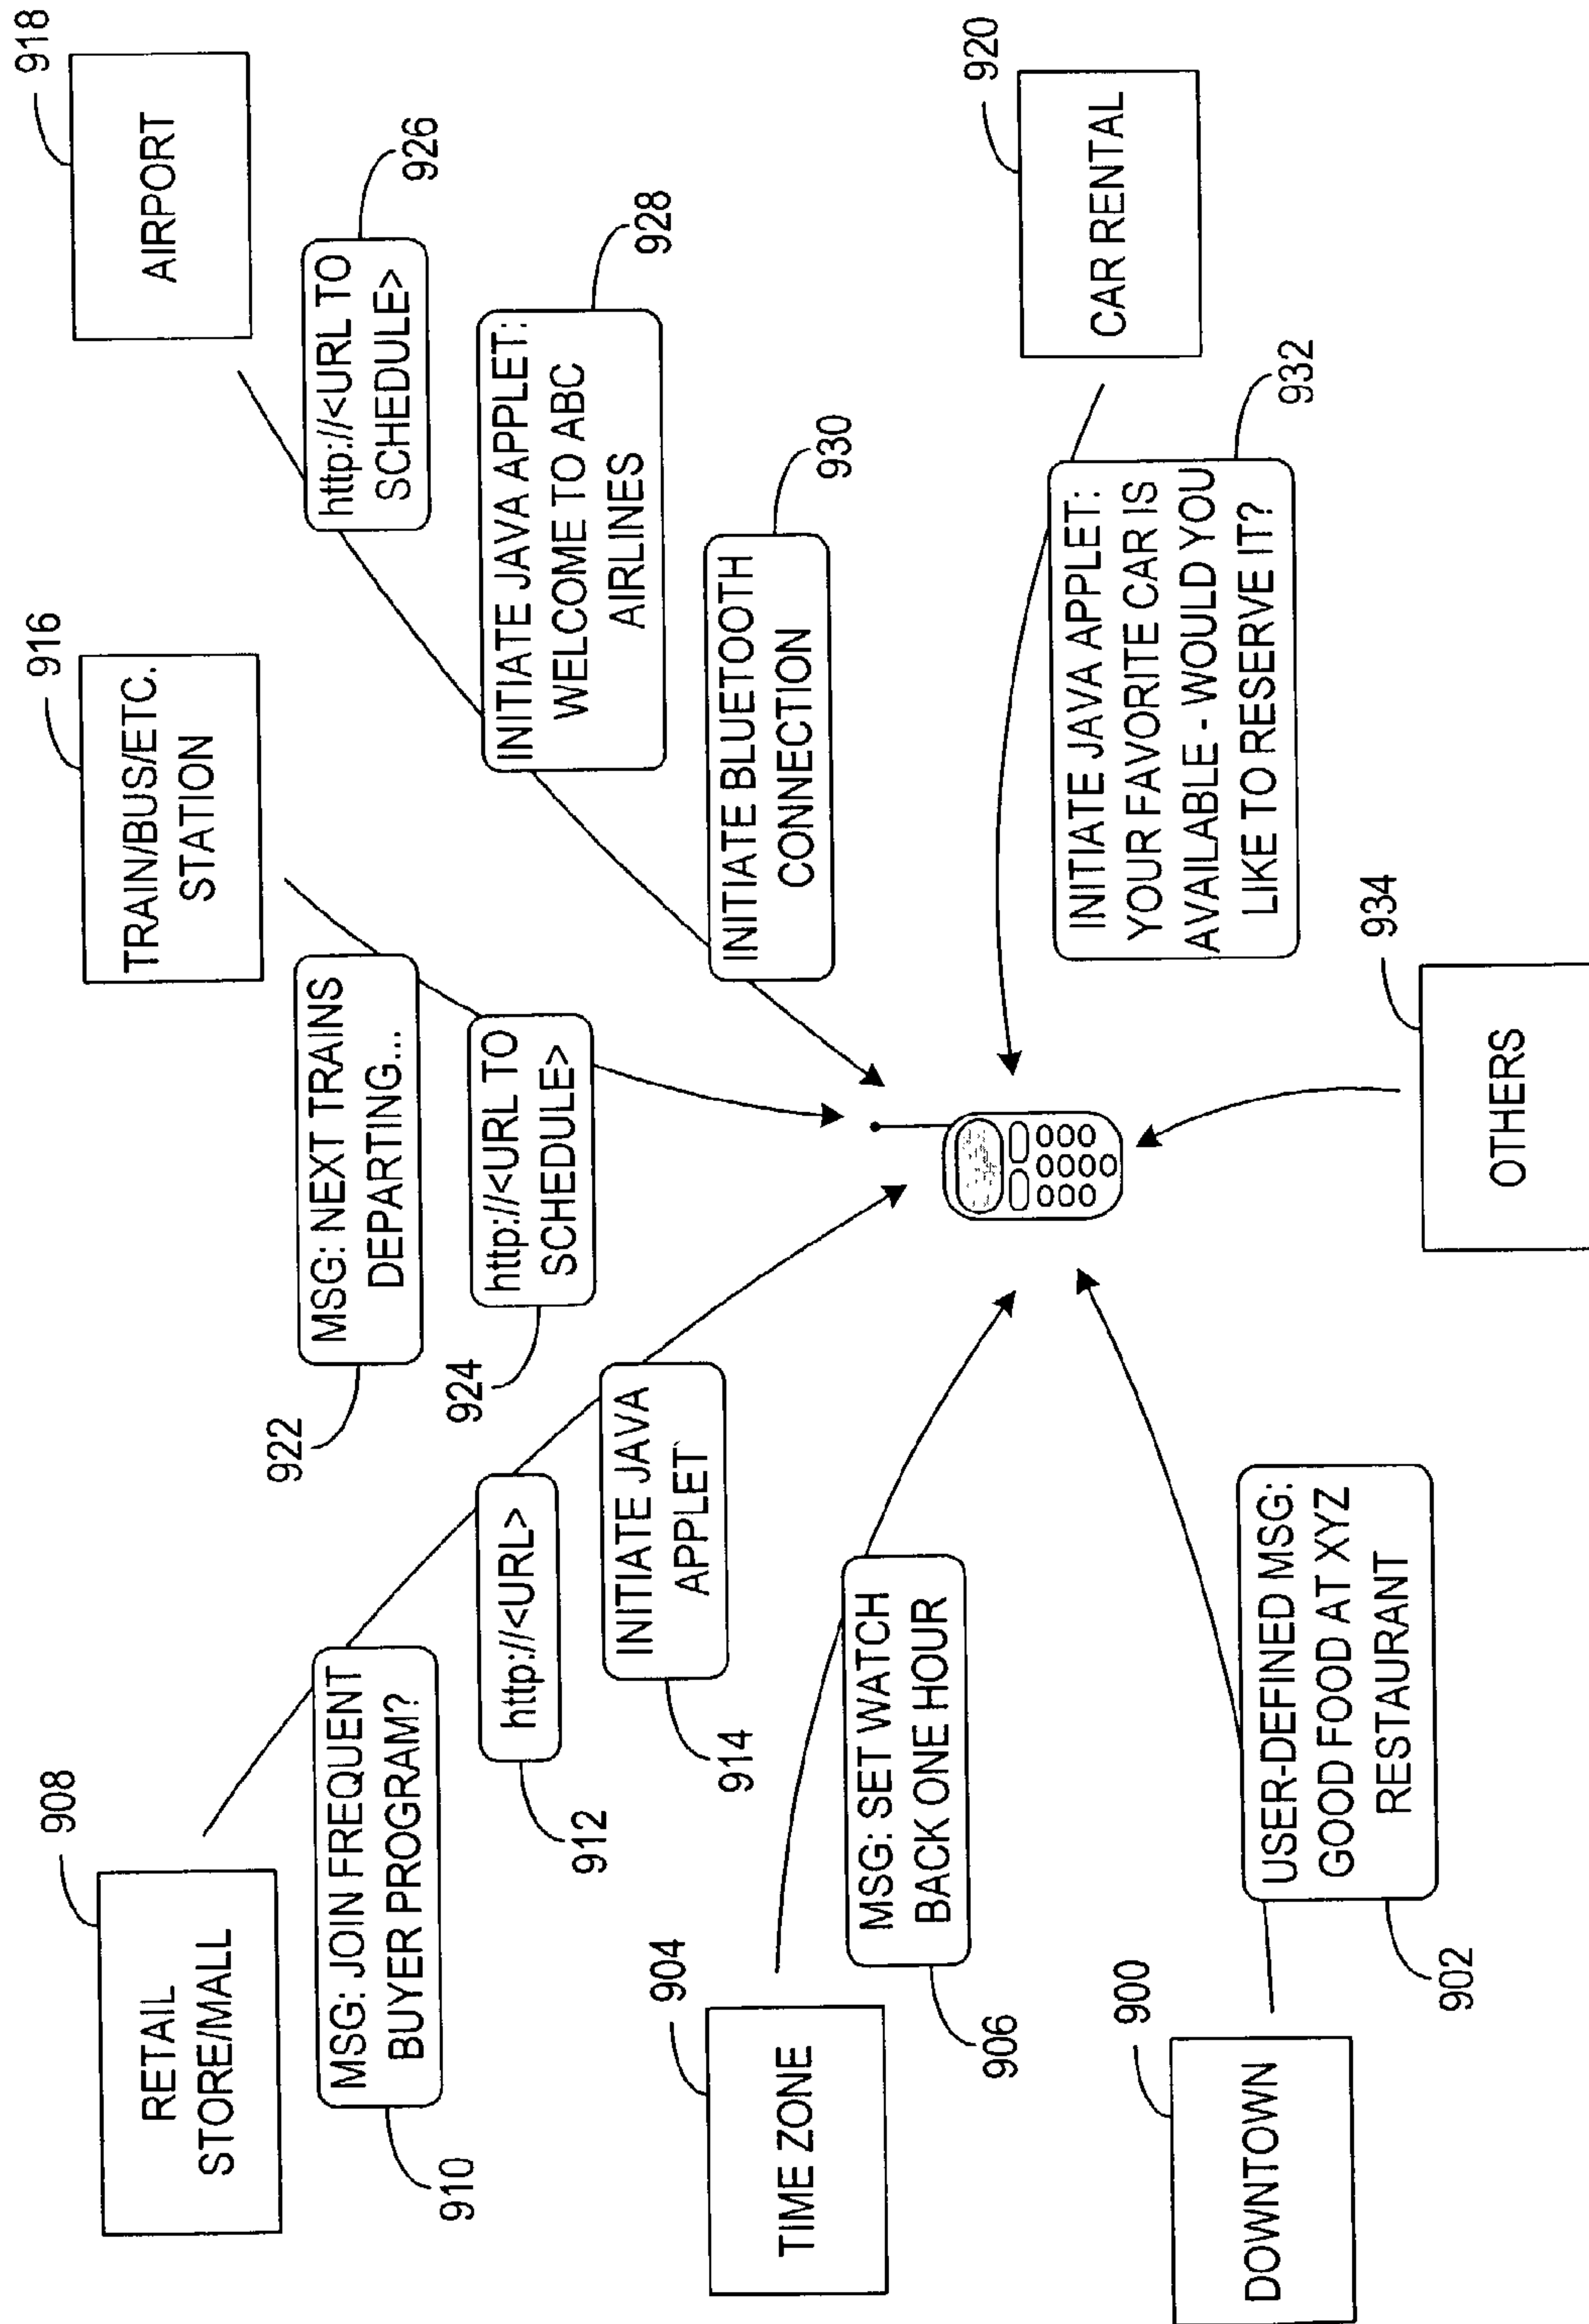 908
RETAIL
STORE/MALL
MSG: JOIN FREQUENT
BUYER PROGRAM?
910
http://<URL>
912
INITIATE JAVA
APPLET
914
916
TRAIN/BUS/ETC.
STATION
MSG: NEXT TRAINS
DEPARTING...
922
http://<URL TO
SCHEDULE>
924
918
AIRPORT
http://<URL TO
SCHEDULE>
926
INITIATE JAVA APPLET:
WELCOME TO ABC
AIRLINES
928
INITIATE BLUETOOTH
CONNECTION
930
904
TIME ZONE
MSG: SET WATCH
BACK ONE HOUR
906
900
DOWNTOWN
USER-DEFINED MSG:
GOOD FOOD AT XYZ
RESTAURANT
902
920
CAR RENTAL
INITIATE JAVA APPLET:
YOUR FAVORITE CAR IS
AVAILABLE - WOULD YOU
LIKE TO RESERVE IT?
932
934
OTHERS